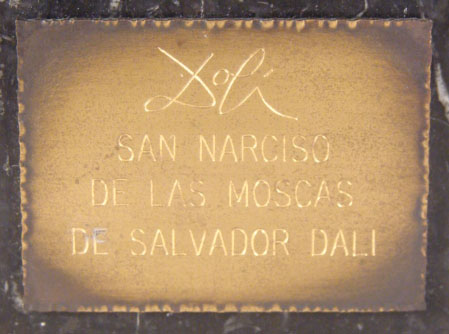 Dalí
SAN NARCISO
DE LAS MOSCAS
DE SALVADOR DALI